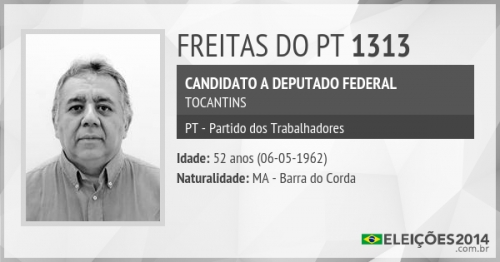 FREITAS DO PT 1313
CANDIDATO A DEPUTADO FEDERAL
TOCANTINS
PT - Partido dos Trabalhadores
Idade: 52 anos (06-05-1962)
Naturalidade: MA - Barra do Corda
ELEIÇÕES2014
.com.br